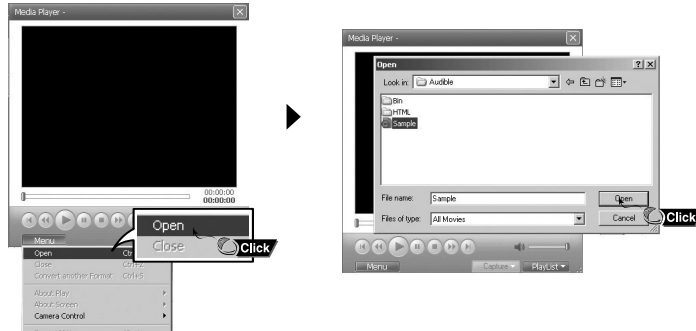 Media Player -
00:00:00
00:00:00
Menu
Open
Close
Click
Open
Close Ctrl+Z
Convert another Format Ctrl+S
About Play
About Screen
Camera Control
Media Player -
Open
Look in: Audible
Bin
HTML
Sample
File name: Sample
Open
Files of type: All Movies
Cancel
Click
Menu
Capture
PlayList